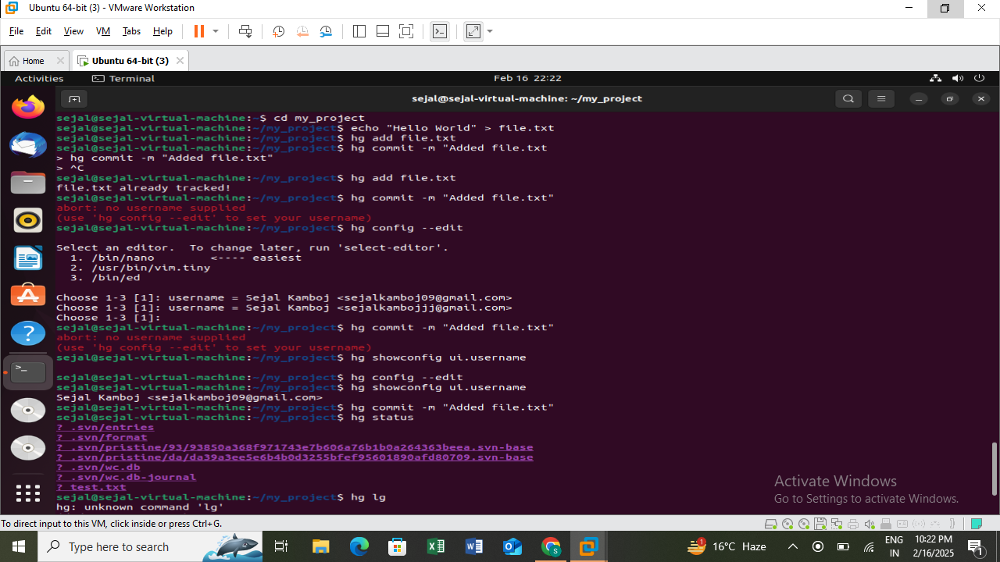 Ubuntu 64-bit (3) - VMware Workstation
File Edit View VM Tabs Help
Home
Ubuntu 64-bit (3)
Activities Terminal Feb 16 22:22
sejal@sejal-virtual-machine: ~/my_project
sejal@sejal-virtual-machine:~$ cd my_project
sejal@sejal-virtual-machine:~/my_project$ echo "Hello World" > file.txt
sejal@sejal-virtual-machine:~/my_project$ hg add file.txt
sejal@sejal-virtual-machine:~/my_project$ hg commit -m "Added file.txt
> hg commit -m "Added file.txt"
> ^C
sejal@sejal-virtual-machine:~/my_project$ hg add file.txt
file.txt already tracked!
sejal@sejal-virtual-machine:~/my_project$ hg commit -m "Added file.txt"
abort: no username supplied
(use 'hg config --edit' to set your username)
sejal@sejal-virtual-machine:~/my_project$ hg config --edit
Select an editor.  To change later, run 'select-editor'.
1. /bin/nano        <---- easiest
2. /usr/bin/vim.tiny
3. /bin/ed
Choose 1-3 [1]: username = Sejal Kamboj <sejalkamboj09@gmail.com>
Choose 1-3 [1]: username = Sejal Kamboj <sejalkambojjj@gmail.com>
Choose 1-3 [1]:
sejal@sejal-virtual-machine:~/my_project$ hg commit -m "Added file.txt"
abort: no username supplied
(use 'hg config --edit' to set your username)
sejal@sejal-virtual-machine:~/my_project$ hg showconfig ui.username
sejal@sejal-virtual-machine:~/my_project$ hg config --edit
sejal@sejal-virtual-machine:~/my_project$ hg showconfig ui.username
Sejal Kamboj <sejalkamboj09@gmail.com>
sejal@sejal-virtual-machine:~/my_project$ hg commit -m "Added file.txt"
sejal@sejal-virtual-machine:~/my_project$ hg status
? .svn/entries
? .svn/format
? .svn/pristine/93/93850a368f971743e7b606a76b1b0a264363beea.svn-base
? .svn/pristine/da/da39a3ee5e6b4b0d3255bfef95601890afd80709.svn-base
? .svn/wc.db
? .svn/wc.db-journal
? test.txt
sejal@sejal-virtual-machine:~/my_project$ hg lg
hg: unknown command 'lg'
Activate Windows
Go to Settings to activate Windows.
To direct input to this VM, click inside or press Ctrl+G.
Type here to search
1
16°C Haze
ENG
IN
10:22 PM
2/16/2025
1